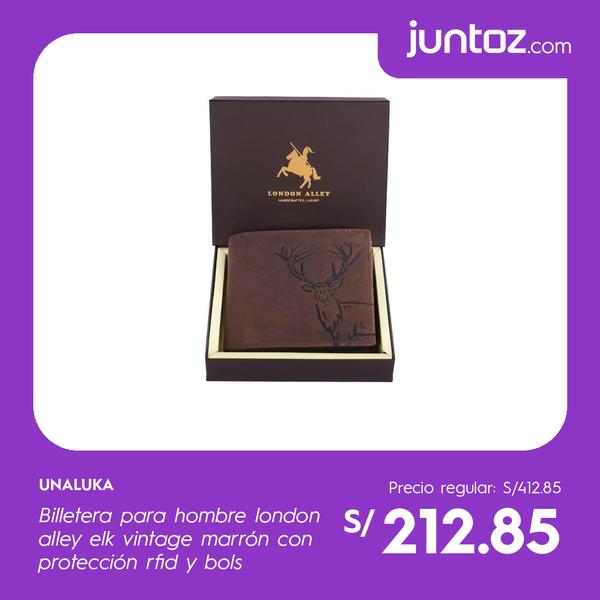 juntoz.com
LONDON ALLEY
HANDCRAFTED LUXURY
UNALUKA
Billetera para hombre london
alley elk vintage marrón con
protección rfid y bols
Precio regular: S/412.85
S/ 212.85